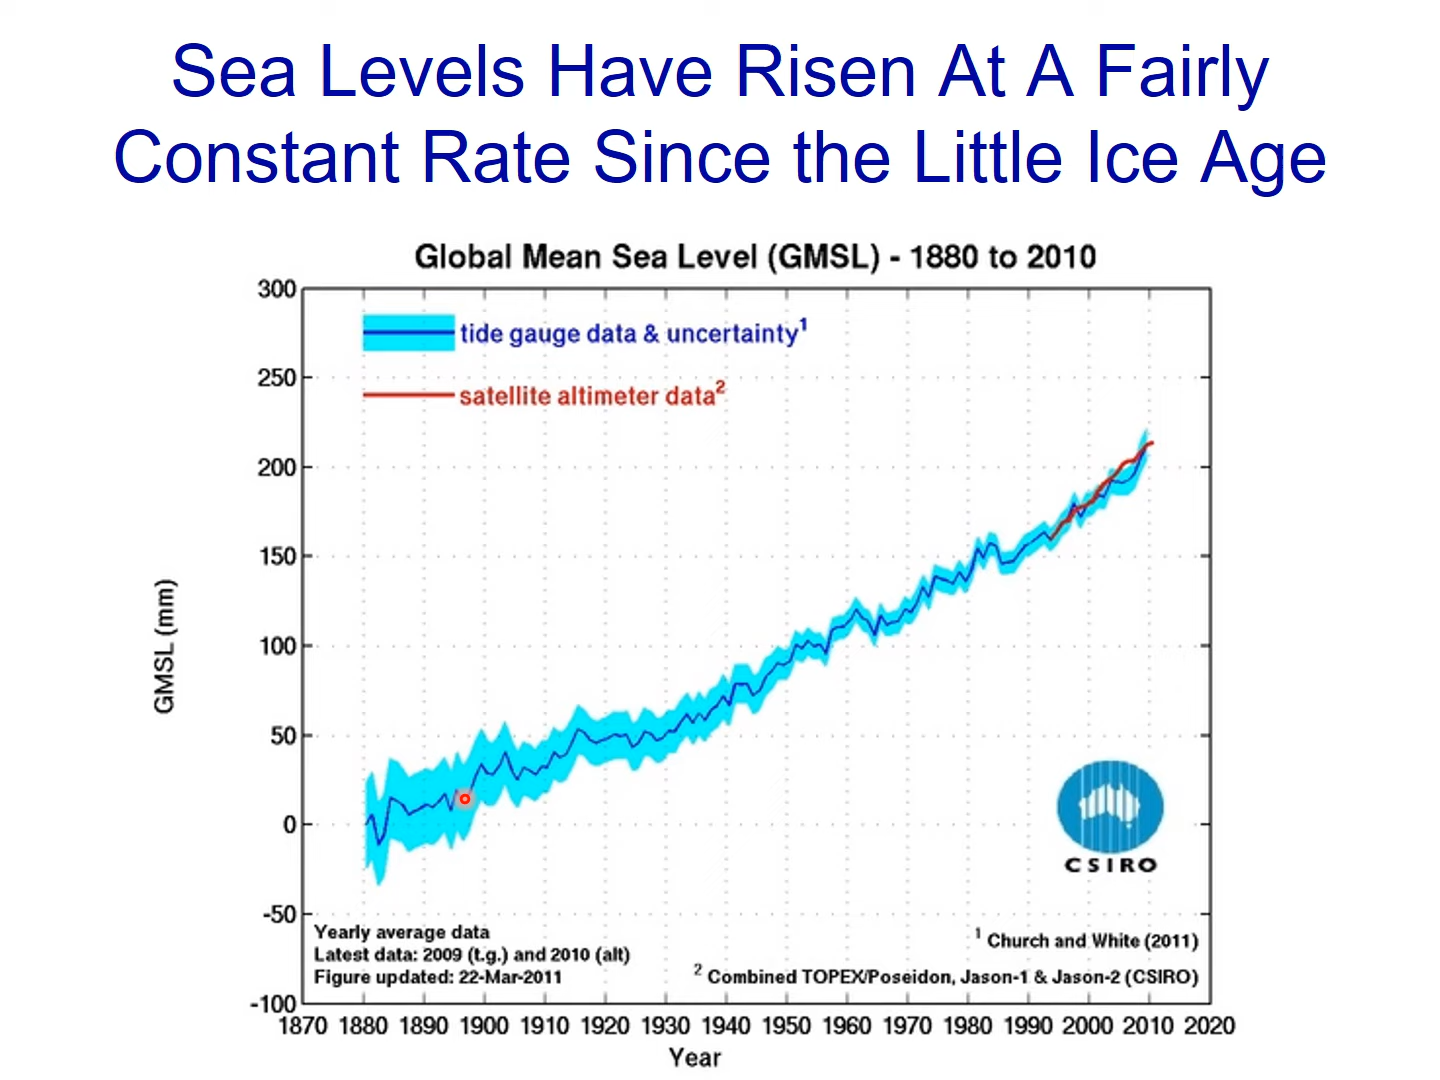 Sea Levels Have Risen At A Fairly
Constant Rate Since the Little Ice Age
Global Mean Sea Level (GMSL) - 1880 to 2010
300
tide gauge data & uncertainty¹
250
satellite altimeter data²
200
150
GMSL (mm)
100
50
0
CSIRO
-50
Yearly average data
¹ Church and White (2011)
Latest data: 2009 (t.g.) and 2010 (alt)
Figure updated: 22-Mar-2011
² Combined TOPEX/Poseidon, Jason-1 & Jason-2 (CSIRO)
-100
1870 1880 1890 1900 1910 1920 1930 1940 1950 1960 1970 1980 1990 2000 2010 2020
Year